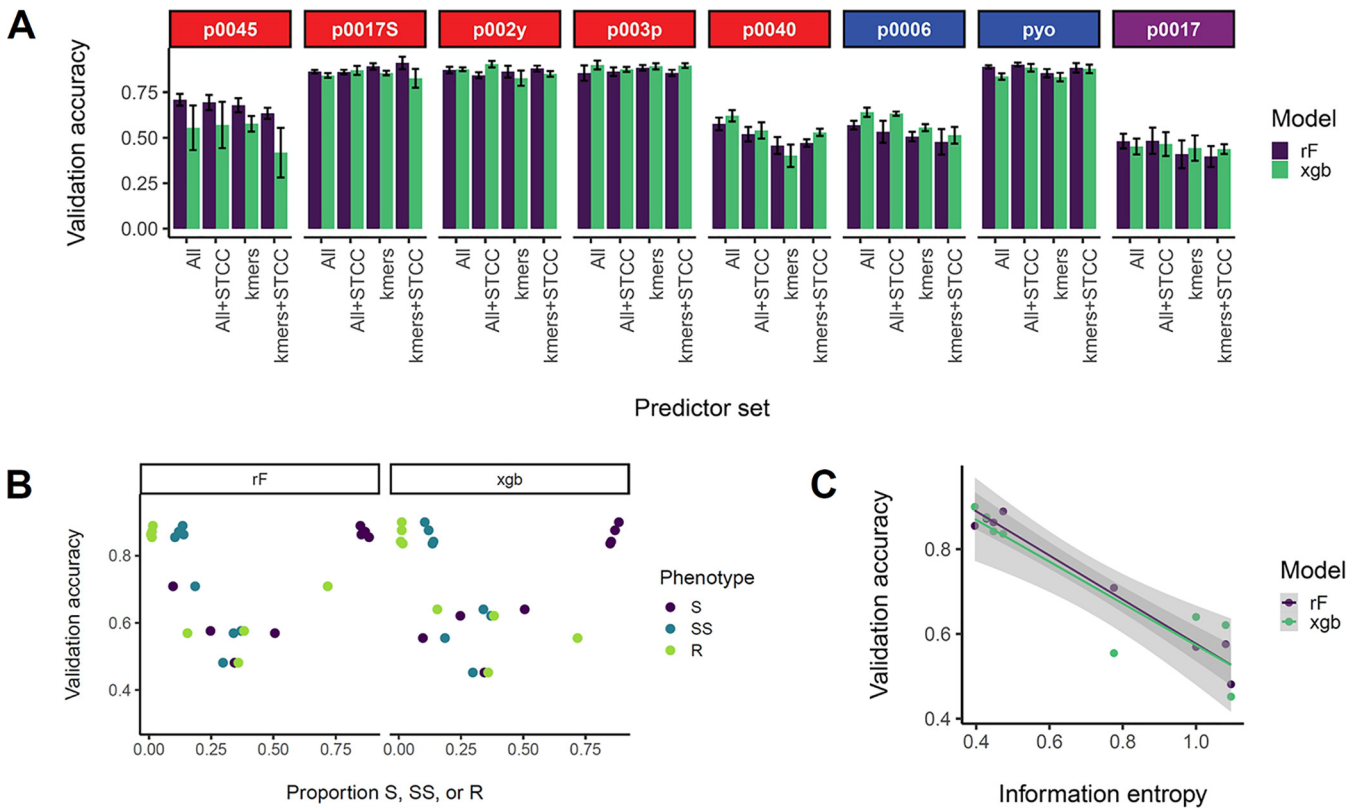 A
p0045 p0017S p002y p003p p0040 p0006 pyo p0017
Validation accuracy
0.75
0.50
0.25
0.00
All All+STCC kmers kmers+STCC All All+STCC kmers kmers+STCC All All+STCC kmers kmers+STCC All All+STCC kmers kmers+STCC All All+STCC kmers kmers+STCC All All+STCC kmers kmers+STCC All All+STCC kmers kmers+STCC All All+STCC kmers kmers+STCC
Predictor set
Model
rF
xgb
B
rF xgb
Validation accuracy
0.8
0.6
0.4
0.00 0.25 0.50 0.75 0.00 0.25 0.50 0.75
Proportion S, SS, or R
Phenotype
S
SS
R
C
Validation accuracy
0.8
0.6
0.4
0.4 0.6 0.8 1.0
Information entropy
Model
rF
xgb